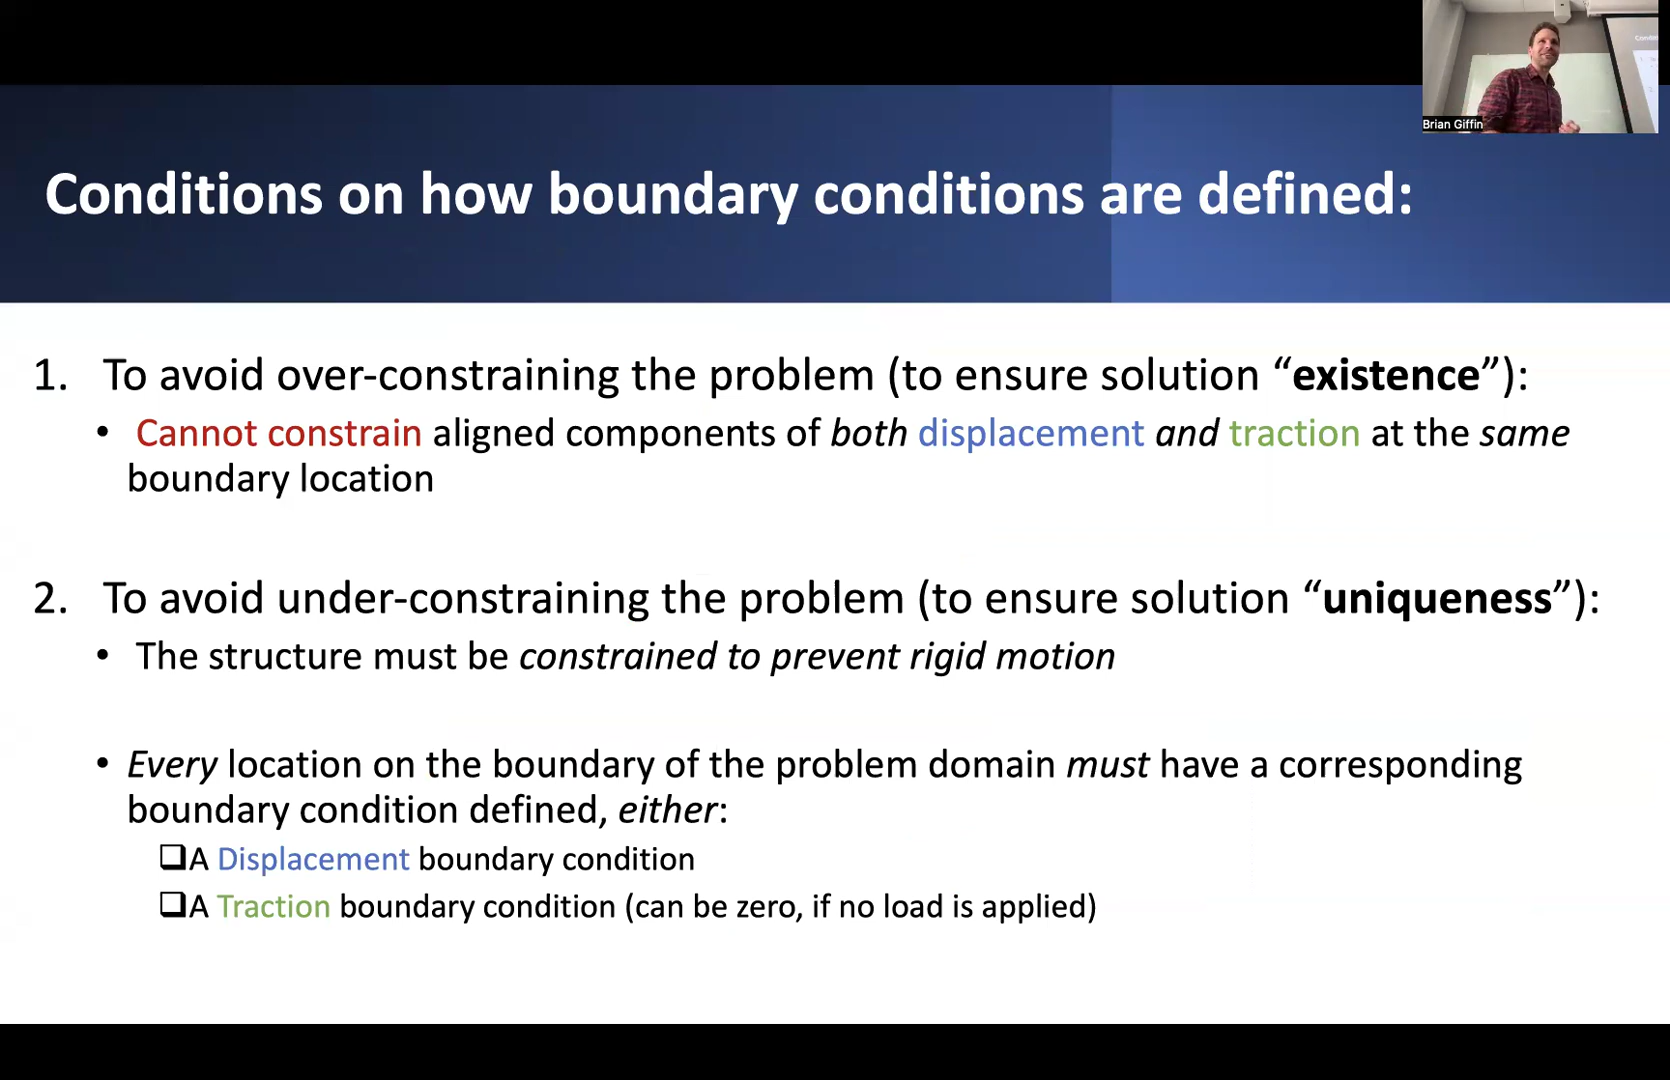 Brian Giffin
Conditions on how boundary conditions are defined:
1. To avoid over-constraining the problem (to ensure solution “existence”):
• Cannot constrain aligned components of both displacement and traction at the same
boundary location
2. To avoid under-constraining the problem (to ensure solution “uniqueness”):
• The structure must be constrained to prevent rigid motion
• Every location on the boundary of the problem domain must have a corresponding
boundary condition defined, either:
❑A Displacement boundary condition
❑A Traction boundary condition (can be zero, if no load is applied)